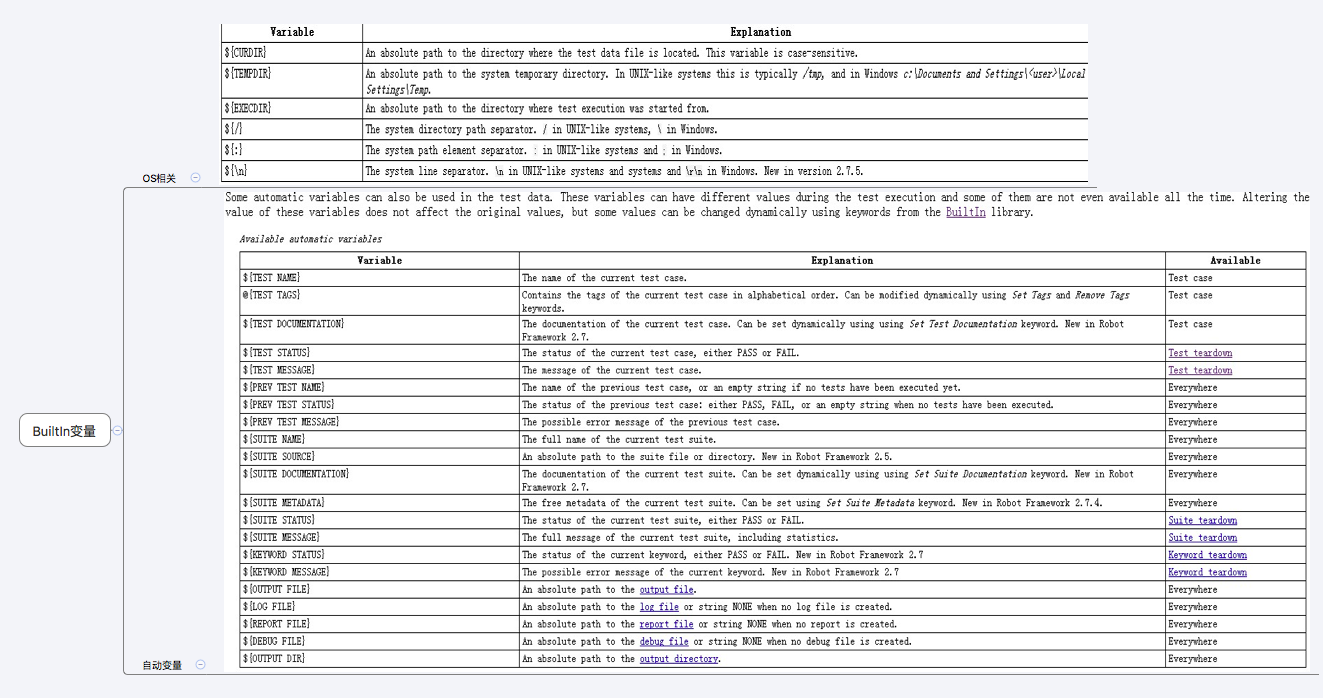 Variable Explanation
${CURDIR} An absolute path to the directory where the test data file is located. This variable is case-sensitive.
${TEMPDIR} An absolute path to the system temporary directory. In UNIX-like systems this is typically /tmp, and in Windows c:\Documents and Settings\<user>\Local
Settings\Temp.
${EXECDIR} An absolute path to the directory where test execution was started from.
${/} The system directory path separator. / in UNIX-like systems, \ in Windows.
${:} The system path element separator. : in UNIX-like systems and ; in Windows.
${\n} The system line separator. \n in UNIX-like systems and systems and \r\n in Windows. New in version 2.7.5.
OS相关
Some automatic variables can also be used in the test data. These variables can have different values during the test execution and some of them are not even available all the time. Altering the
value of these variables does not affect the original values, but some values can be changed dynamically using keywords from the BuiltIn library.
Available automatic variables
Variable Explanation Available
${TEST NAME} The name of the current test case. Test case
@{TEST TAGS} Contains the tags of the current test case in alphabetical order. Can be modified dynamically using Set Tags and Remove Tags Test case
keywords.
${TEST DOCUMENTATION} The documentation of the current test case. Can be set dynamically using using Set Test Documentation keyword. New in Robot Test case
Framework 2.7.
${TEST STATUS} The status of the current test case, either PASS or FAIL. Test teardown
${TEST MESSAGE} The message of the current test case. Test teardown
${PREV TEST NAME} The name of the previous test case, or an empty string if no tests have been executed yet. Everywhere
${PREV TEST STATUS} The status of the previous test case: either PASS, FAIL, or an empty string when no tests have been executed. Everywhere
${PREV TEST MESSAGE} The possible error message of the previous test case. Everywhere
${SUITE NAME} The full name of the current test suite. Everywhere
${SUITE SOURCE} An absolute path to the suite file or directory. New in Robot Framework 2.5. Everywhere
${SUITE DOCUMENTATION} The documentation of the current test suite. Can be set dynamically using using Set Suite Documentation keyword. New in Robot Everywhere
Framework 2.7.
${SUITE METADATA} The free metadata of the current test suite. Can be set using Set Suite Metadata keyword. New in Robot Framework 2.7.4. Everywhere
${SUITE STATUS} The status of the current test suite, either PASS or FAIL. Suite teardown
${SUITE MESSAGE} The full message of the current test suite, including statistics. Suite teardown
${KEYWORD STATUS} The status of the current keyword, either PASS or FAIL. New in Robot Framework 2.7 Keyword teardown
${KEYWORD MESSAGE} The possible error message of the current keyword. New in Robot Framework 2.7 Keyword teardown
${OUTPUT FILE} An absolute path to the output file. Everywhere
${LOG FILE} An absolute path to the log file or string NONE when no log file is created. Everywhere
${REPORT FILE} An absolute path to the report file or string NONE when no report is created. Everywhere
${DEBUG FILE} An absolute path to the debug file or string NONE when no debug file is created. Everywhere
${OUTPUT DIR} An absolute path to the output directory. Everywhere
自动变量
BuiltIn变量